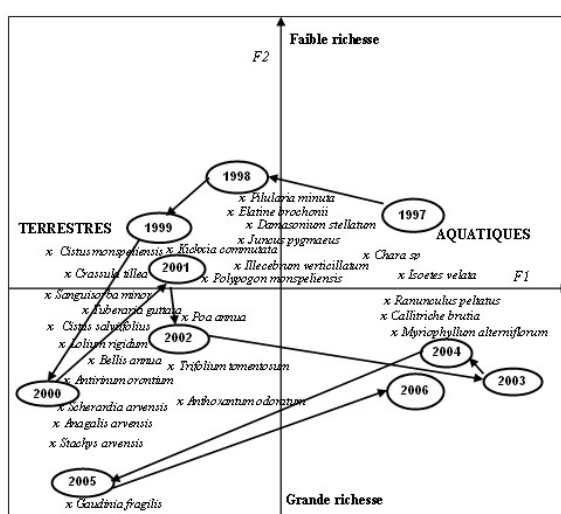 Faible richesse
F2
1998
x Pilularia minuta
x Elatine brochonii
1997
TERRESTRES
1999
x Damasonium stellatum
AQUATIQUES
x Juncus pygmaeus
x Cistus monspeliensis
x Kickxia commutata
x Chara sp
x Crassula tillea
2001
x Illecebrum verticillatum
x Isoetes velata
F1
x Polypogon monspeliensis
x Sanguisorba minor
x Ranunculus peltatus
x Tuberaria guttata
x Poa annua
x Callitriche brutia
x Cistus salvifolius
x Myriophyllum alterniflorum
x Lolium rigidum
2002
2004
x Bellis annua
x Trifolium tomentosum
x Antirinum orontium
2003
2000
2006
x Scherardia arvensis
x Anthoxantum odoratum
x Anagalis arvensis
x Stachys arvensis
2005
x Gaudinia fragilis
Grande richesse